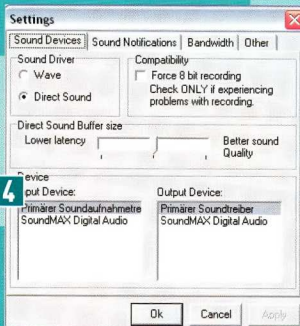 Settings
Sound Devices Sound Notifications Bandwidth Other
Sound Driver
Wave
Direct Sound
Compatibility
Force 8 bit recording
Check ONLY if experiencing
problems with recording.
Direct Sound Buffer size
Lower latency
Better sound
Quality
Device
4
put Device:
Primärer Soundaufnahmetre
SoundMAX Digital Audio
Output Device:
Primärer Soundtreiber
SoundMAX Digital Audio
Ok Cancel Apply